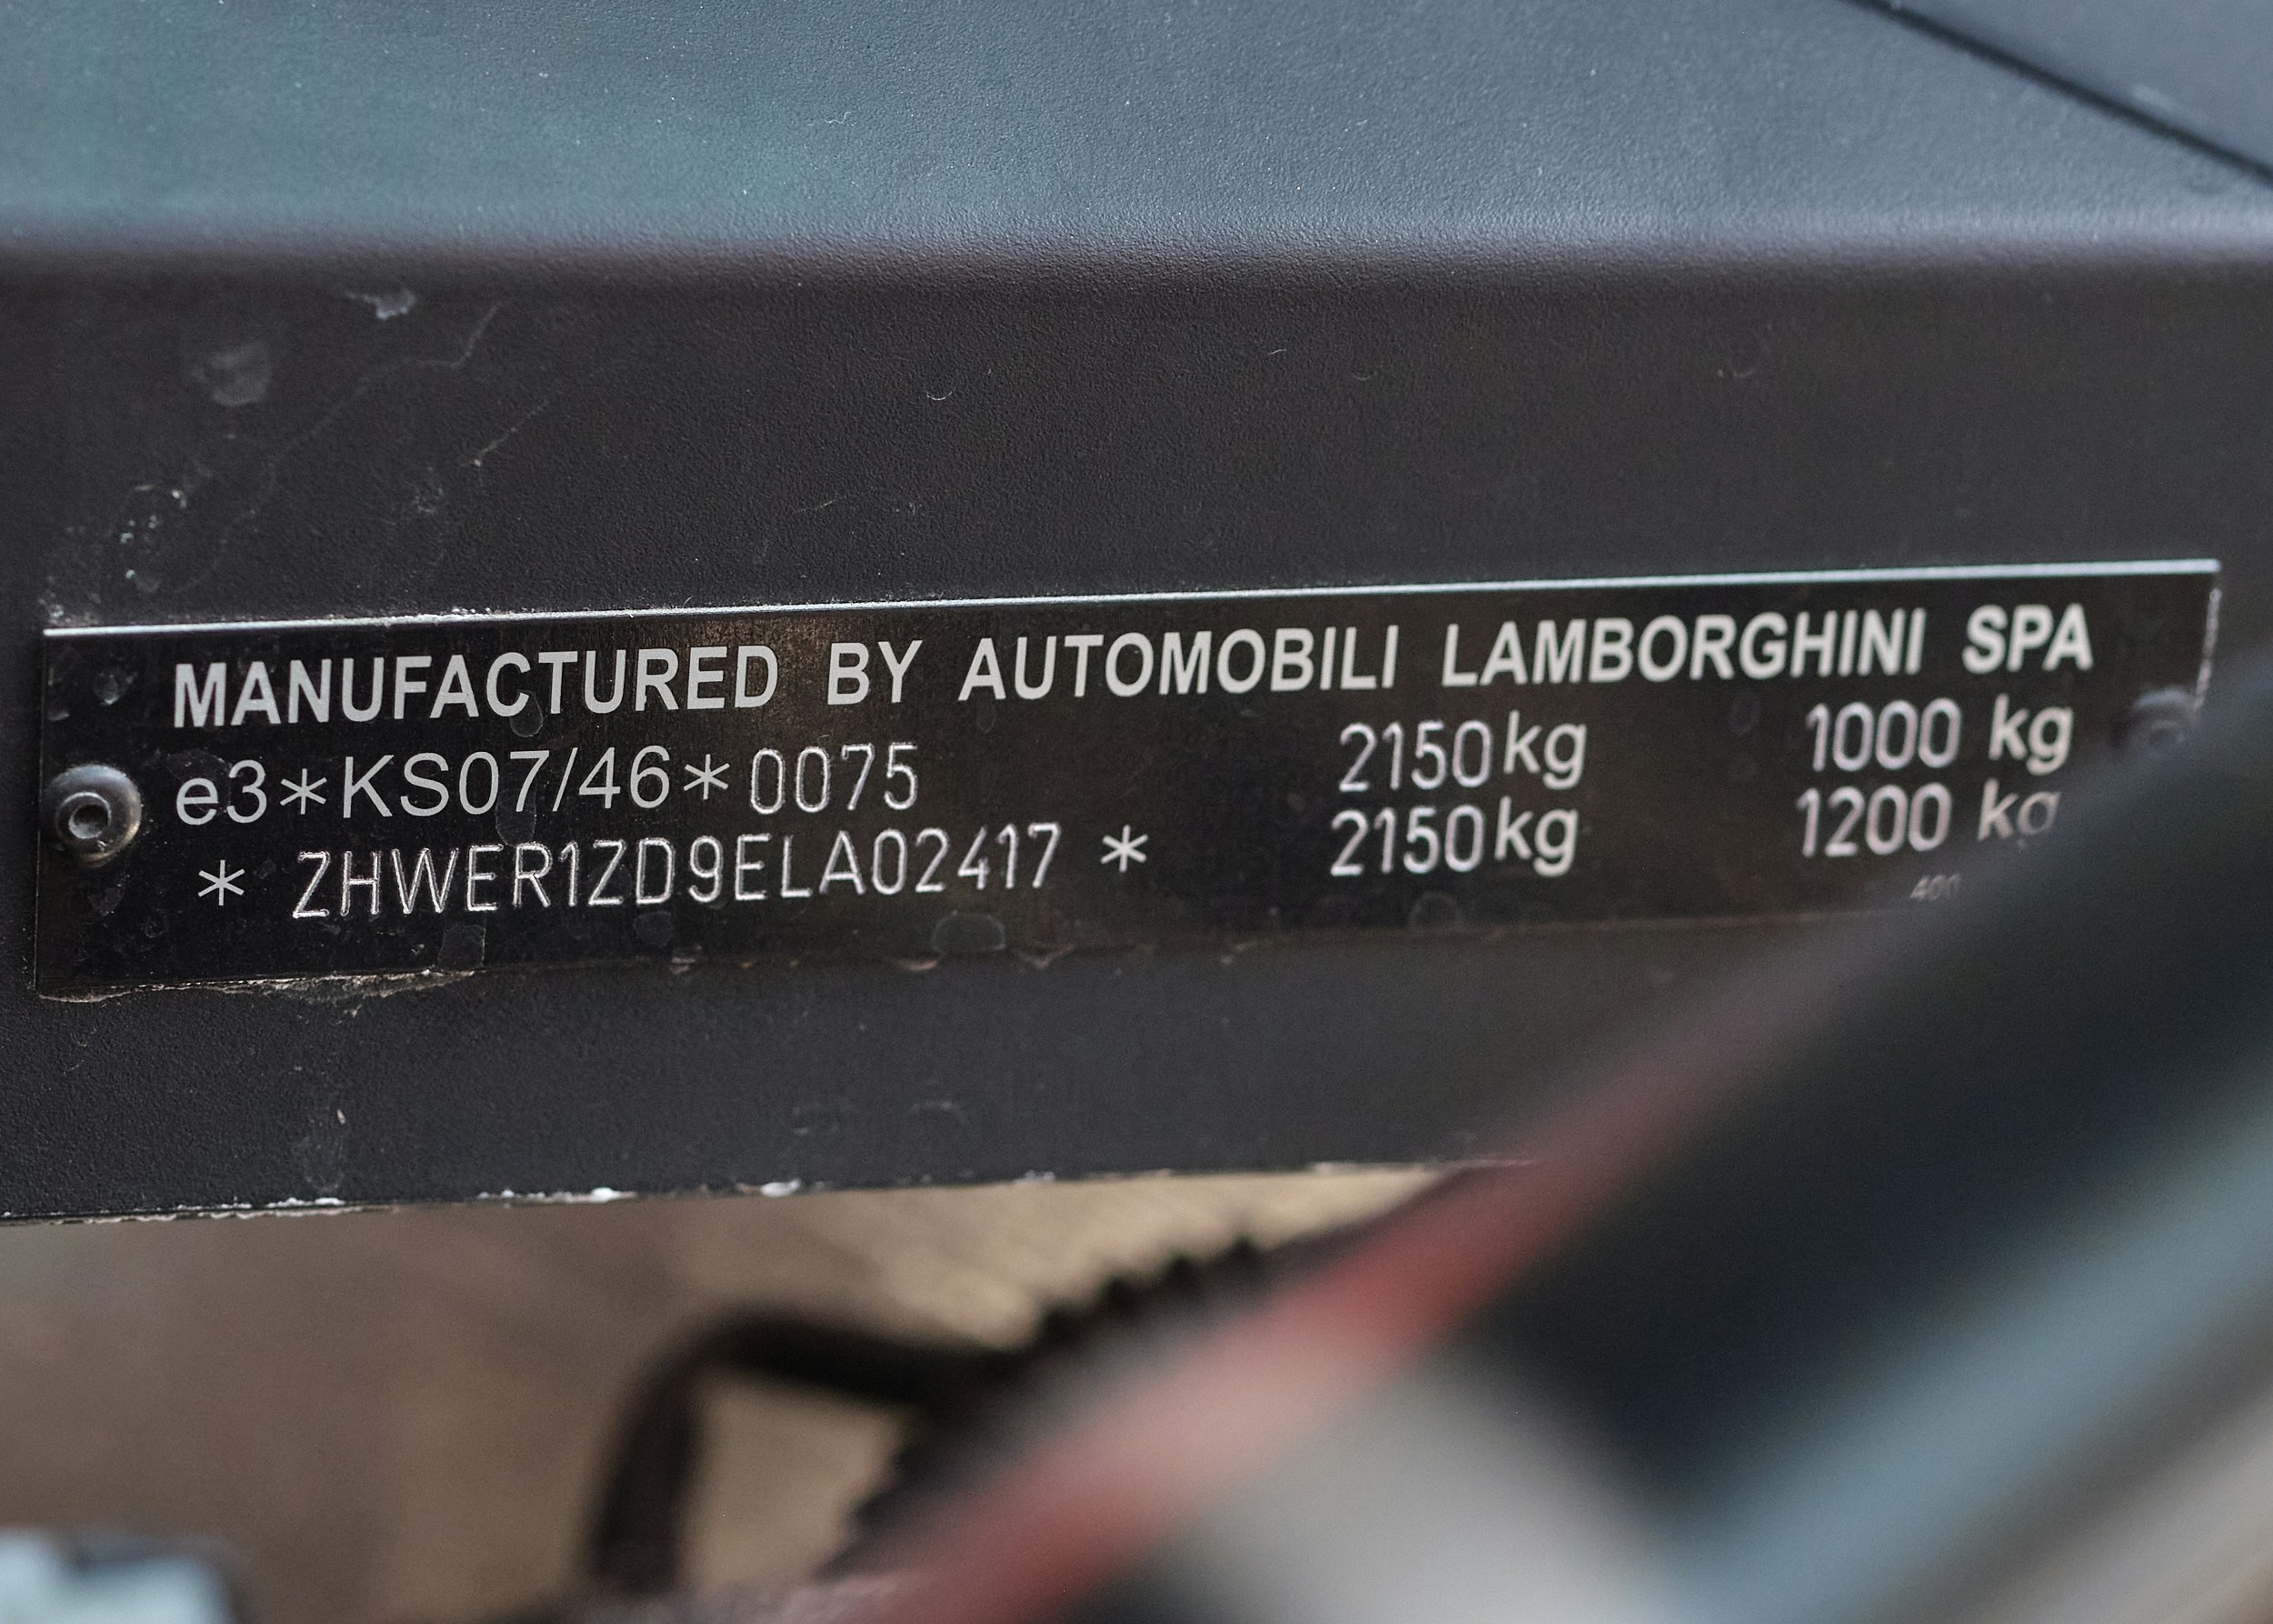 MANUFACTURED BY AUTOMOBILI LAMBORGHINI SPA
e3*KS07/46*0075 2150kg 1000 kg
* ZHWER1ZD9ELA02417 * 2150kg 1200 kg